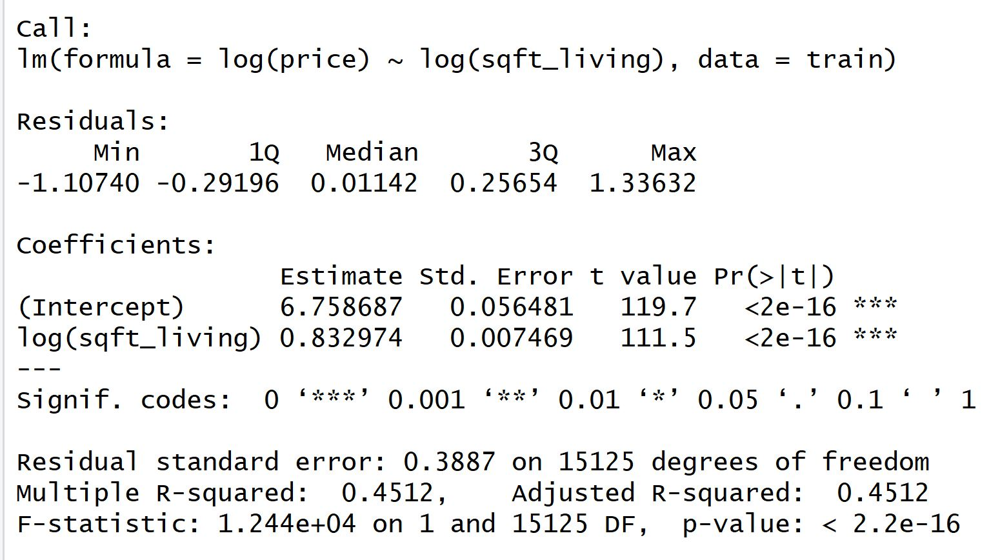 Call:
lm(formula = log(price) ~ log(sqft_living), data = train)
Residuals:
     Min       1Q   Median       3Q      Max
-1.10740 -0.29196  0.01142  0.25654  1.33632
Coefficients:
                 Estimate Std. Error t value Pr(>|t|)
(Intercept)      6.758687   0.056481   119.7   <2e-16 ***
log(sqft_living) 0.832974   0.007469   111.5   <2e-16 ***
---
Signif. codes:  0 ‘***’ 0.001 ‘**’ 0.01 ‘*’ 0.05 ‘.’ 0.1 ‘ ’ 1
Residual standard error: 0.3887 on 15125 degrees of freedom
Multiple R-squared:  0.4512,    Adjusted R-squared:  0.4512
F-statistic: 1.244e+04 on 1 and 15125 DF,  p-value: < 2.2e-16